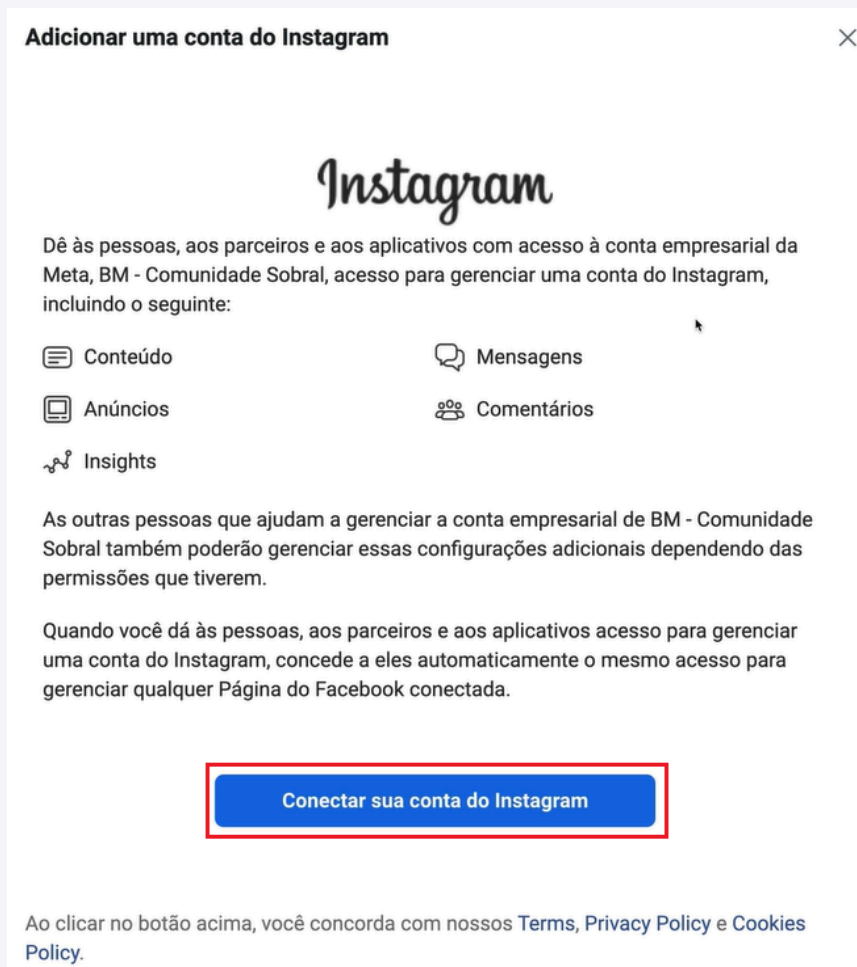 Adicionar uma conta do Instagram
Instagram
Dê às pessoas, aos parceiros e aos aplicativos com acesso à conta empresarial da
Meta, BM - Comunidade Sobral, acesso para gerenciar uma conta do Instagram,
incluindo o seguinte:
Conteúdo
Mensagens
Anúncios
Comentários
Insights
As outras pessoas que ajudam a gerenciar a conta empresarial de BM - Comunidade
Sobral também poderão gerenciar essas configurações adicionais dependendo das
permissões que tiverem.
Quando você dá às pessoas, aos parceiros e aos aplicativos acesso para gerenciar
uma conta do Instagram, concede a eles automaticamente o mesmo acesso para
gerenciar qualquer Página do Facebook conectada.
Conectar sua conta do Instagram
Ao clicar no botão acima, você concorda com nossos Terms, Privacy Policy e Cookies
Policy.